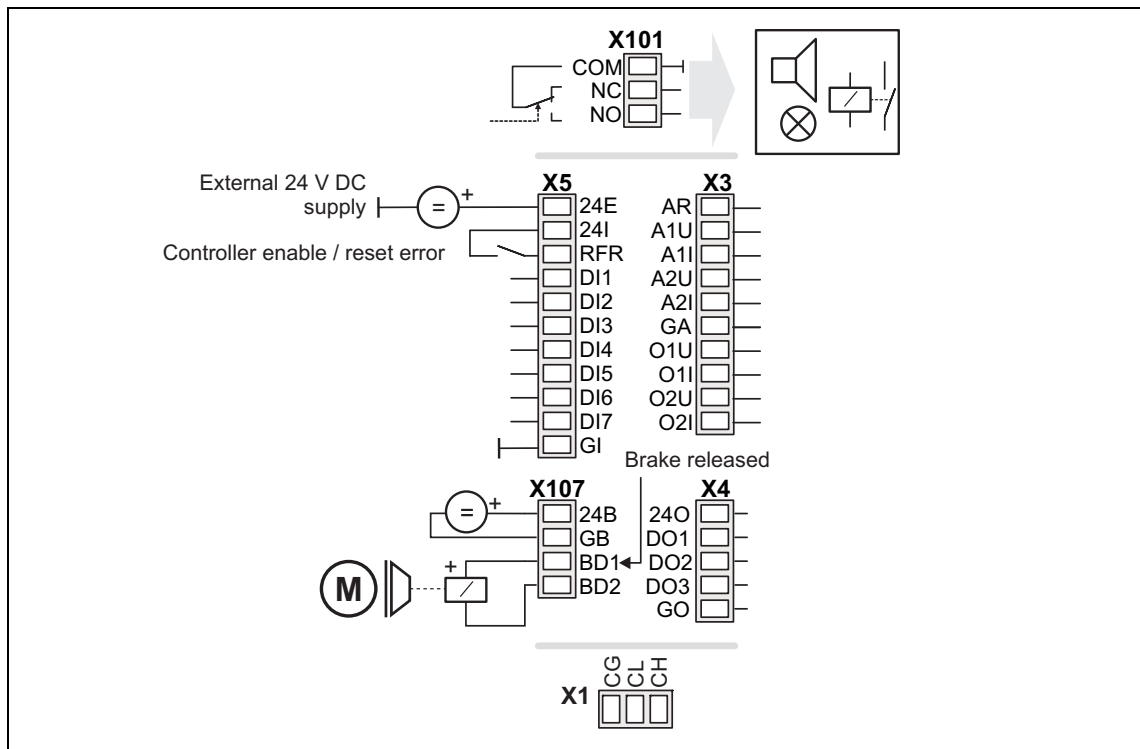 X101
COM
NC
NO
External 24 V DC
supply
=
+
X5
24E
24I
RFR
Controller enable / reset error
DI1
DI2
DI3
DI4
DI5
DI6
DI7
GI
X3
AR
A1U
A1I
A2U
A2I
GA
O1U
O1I
O2U
O2I
Brake released
X107
=
+
24B
GB
BD1
BD2
M
+
X4
24O
DO1
DO2
DO3
GO
X1
CG
CL
CH